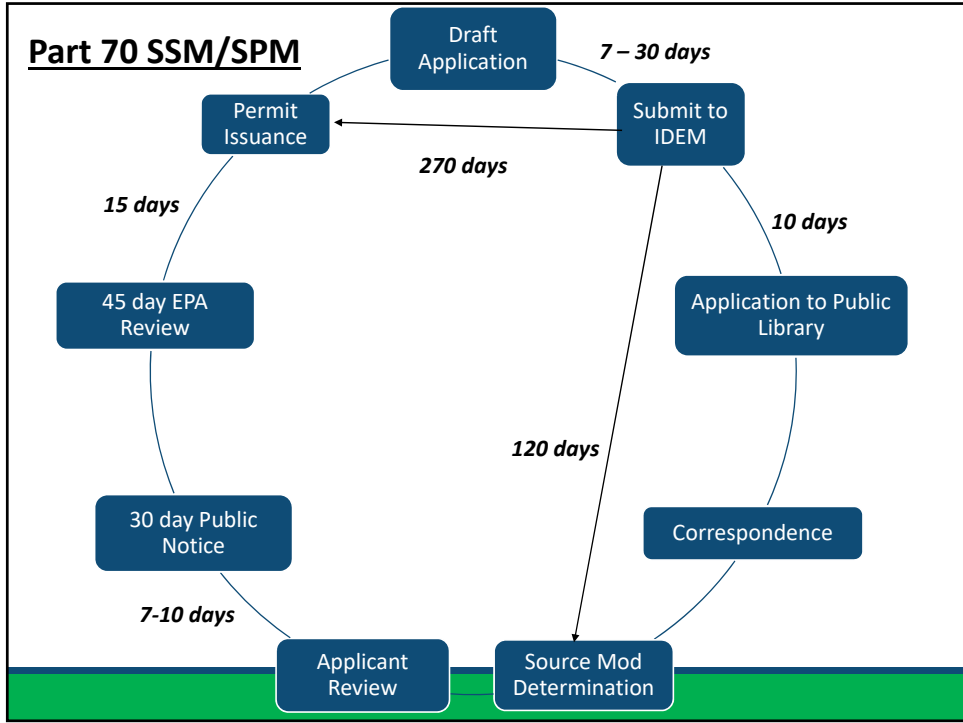 Part 70 SSM/SPM
Draft
Application
7 – 30 days
Submit to
IDEM
10 days
Application to Public
Library
Correspondence
Source Mod
Determination
Applicant
Review
7-10 days
30 day Public
Notice
45 day EPA
Review
15 days
Permit
Issuance
270 days
120 days